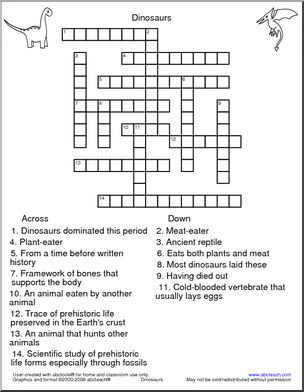 Dinosaurs
1
2
3
4
5
6
7
8
9
10
11
12
13
14
Across
1. Dinosaurs dominated this period
4. Plant-eater
5. From a time before written
history
7. Framework of bones that
supports the body
10. An animal eaten by another
animal
12. Trace of prehistoric life
preserved in the Earth's crust
13. An animal that hunts other
animals
14. Scientific study of prehistoric
life forms especially through fossils
Down
2. Meat-eater
3. Ancient reptile
6. Eats both plants and meat
8. Most dinosaurs laid these
9. Having died out
11. Cold-blooded vertebrate that
usually lays eggs
User-created with abctools® for home and classroom use only.
Graphics and format ©2000-2008 abcteach®
Dinosaurs
www.abcteach.com
May not be sold/redistributed without permission